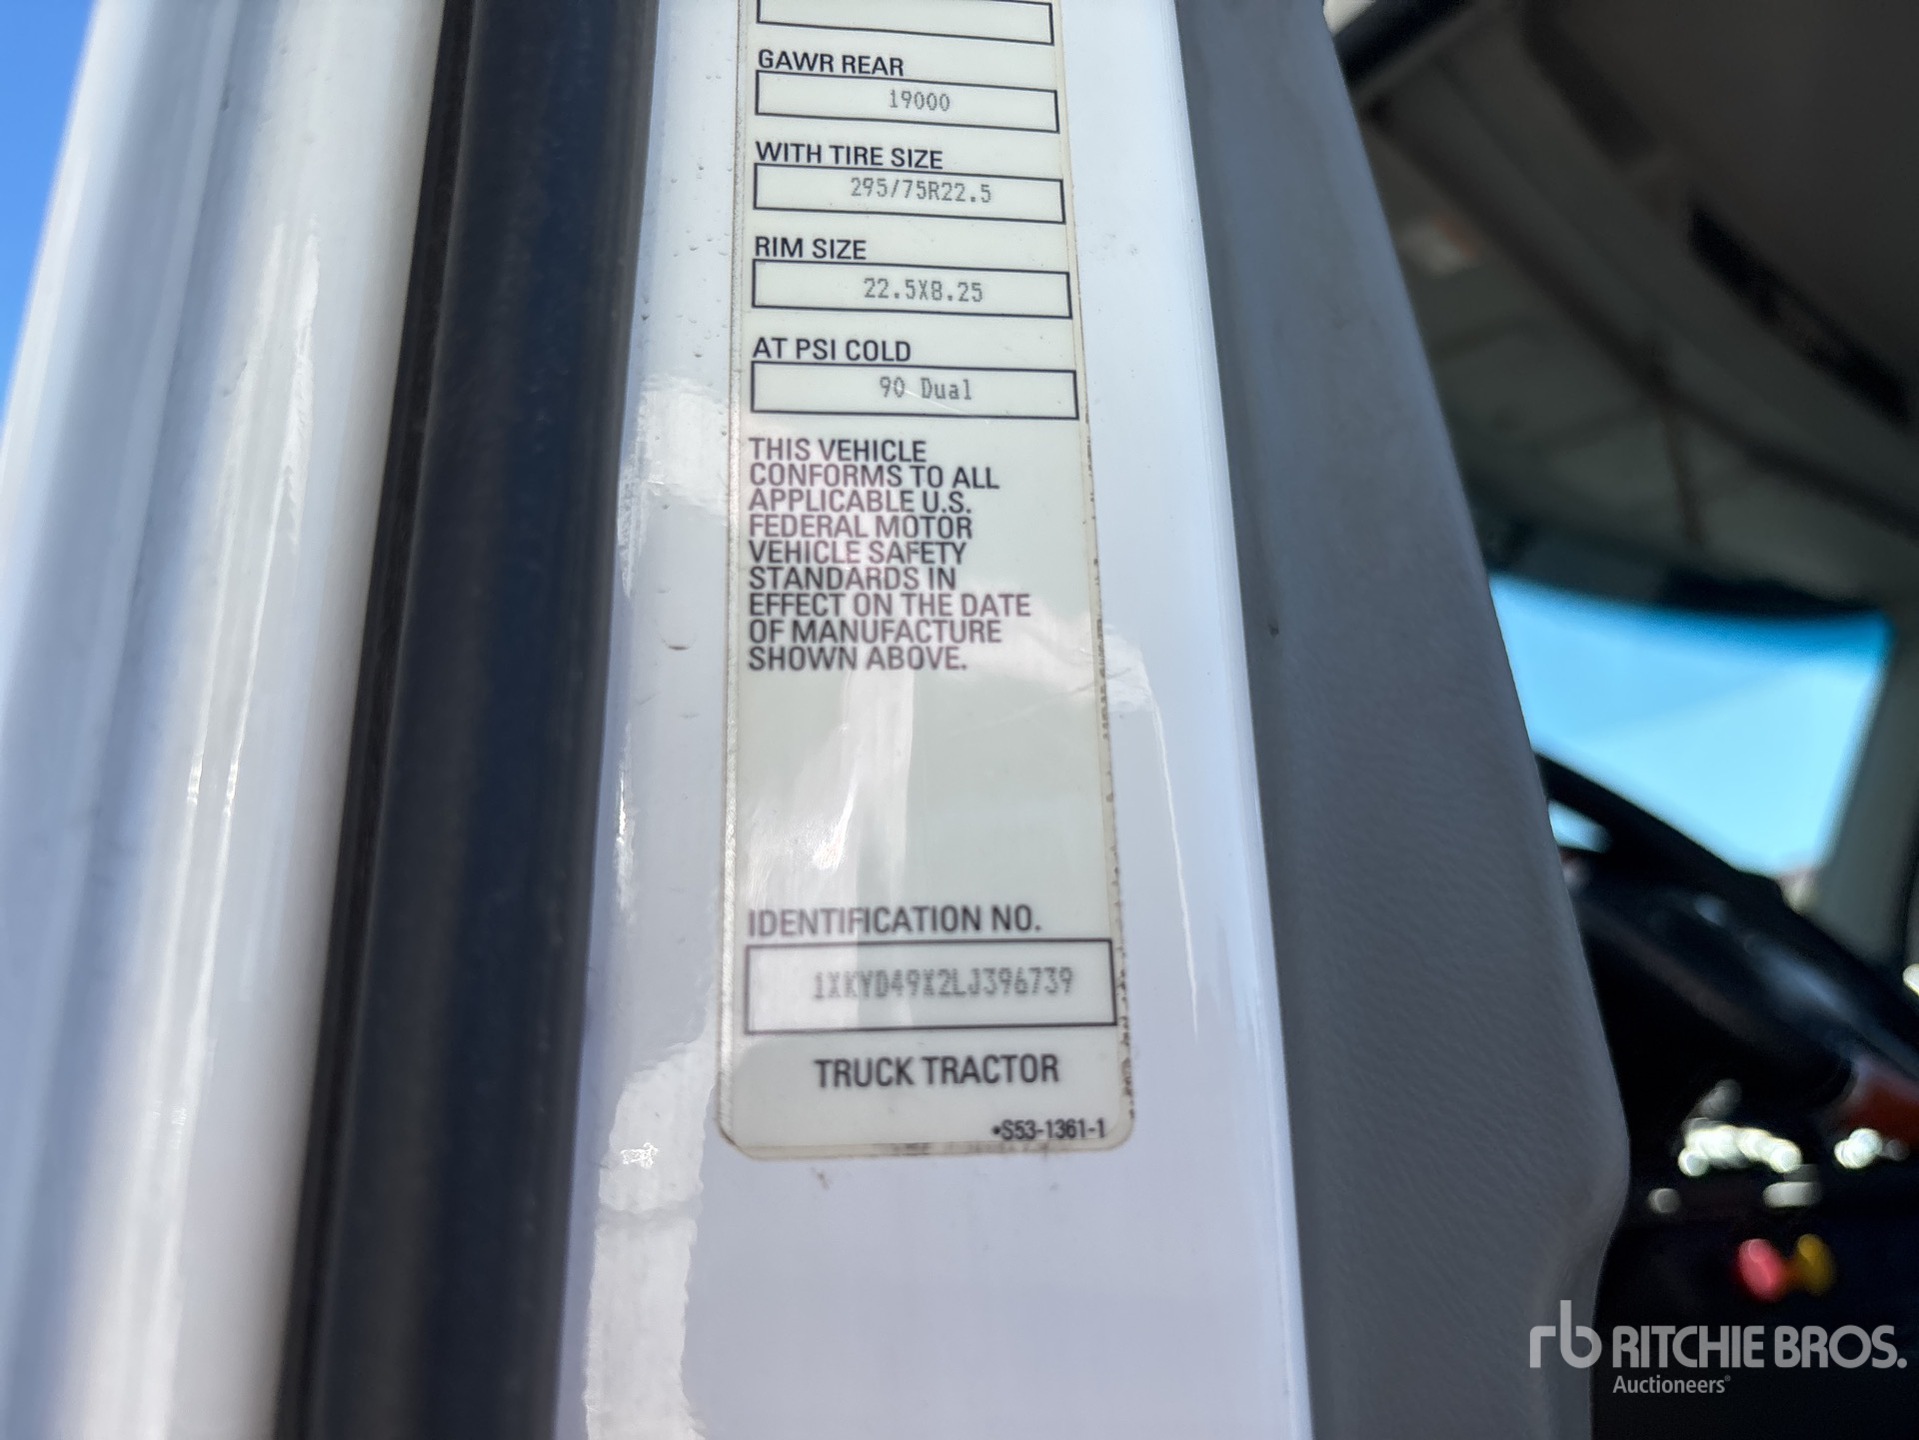 GAWR REAR
19000
WITH TIRE SIZE
295/75R22.5
RIM SIZE
22.5X8.25
AT PSI COLD
90 Dual
THIS VEHICLE
CONFORMS TO ALL
APPLICABLE U.S.
FEDERAL MOTOR
VEHICLE SAFETY
STANDARDS IN
EFFECT ON THE DATE
OF MANUFACTURE
SHOWN ABOVE.
IDENTIFICATION NO.
1XKYD49X2LJ396739
TRUCK TRACTOR
•S53-1361-1
rb RITCHIE BROS.
Auctioneers®